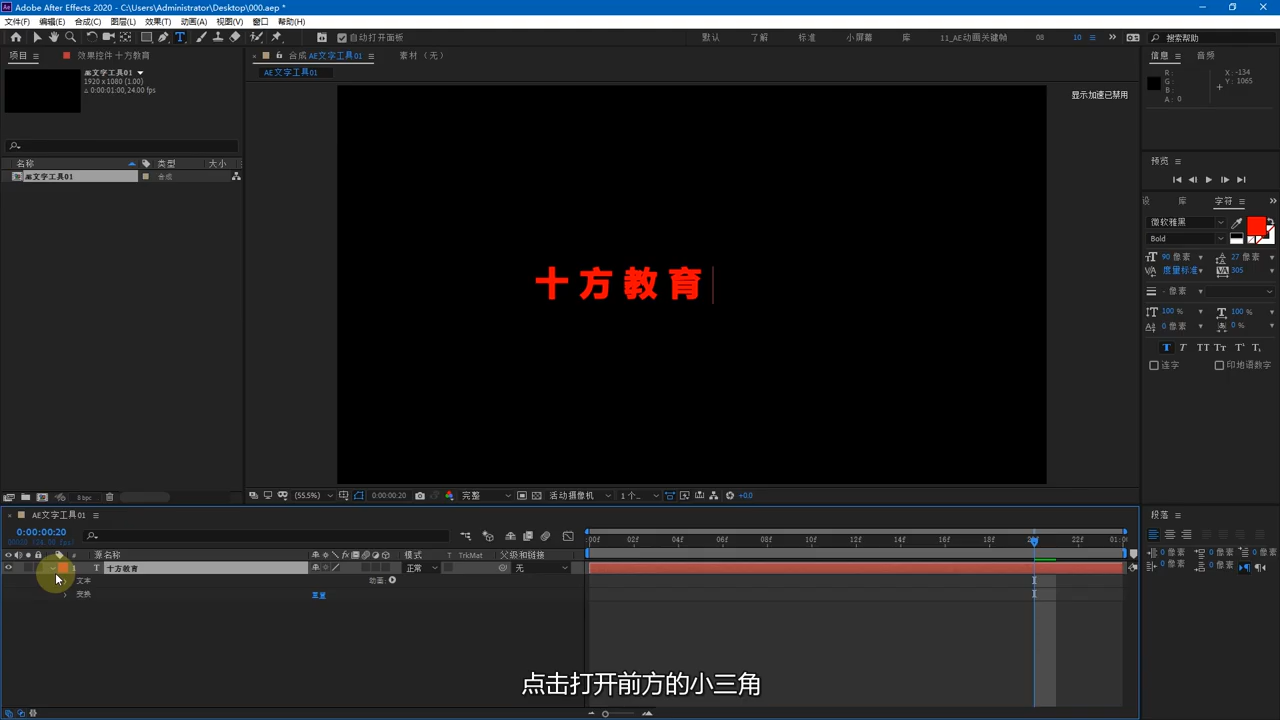 Adobe After Effects 2020 - C:\Users\Administrator\Desktop\000.aep *
文件(F) 编辑(E) 合成(C) 图层(L) 效果(T) 动画(A) 视图(V) 窗口 帮助(H)
自动打开面板
默认 了解 标准 小屏幕 库 11_AE动画关键帧 08 10 搜索帮助
项目 效果控件 十方教育
合成 AE文字工具01 素材（无）
信息 音频
AE文字工具01
AE文字工具01
1920 x 1080 (1.00)
Δ 0:00:01:00, 24.00 fps
R:
G:
B:
A: 0
X: -134
Y: 1065
显示加速已禁用
名称 类型 大小
AE文字工具01 合成
预览
库 字符
微软雅黑
Bold
90 像素 27 像素
度量标准 305
- 像素
100 % 100 %
0 像素 0 %
T T TT Tr T¹ T₁
连字 印地语数字
十方教育
8 bpc
(55.5%) 0:00:00:20 完整 活动摄像机 1个... +0.0
AE文字工具01
0:00:00:20
源名称 模式 T TrkMat 父级和链接
:00f 02f 04f 06f 08f 10f 12f 14f 16f 18f 20f 22f 01:0
1 T 十方教育 正常 无
文本 动画:
变换 重置
段落
0 像素 0 像素 0 像素
0 像素 0 像素
点击打开前方的小三角